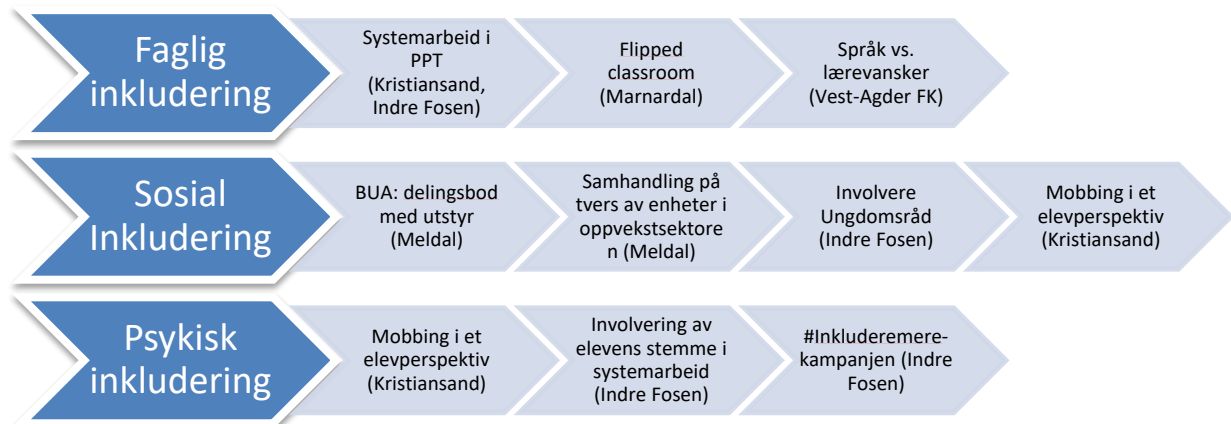 Faglig
inkludering
Systemarbeid i
PPT
(Kristiansand,
Indre Fosen)
Flipped
classroom
(Marnardal)
Språk vs.
lærevansker
(Vest-Agder FK)
Sosial
Inkludering
BUA: delingsbod
med utstyr
(Meldal)
Samhandling på
tvers av enheter i
oppvekstsektore
n (Meldal)
Involvere
Ungdomsråd
(Indre Fosen)
Mobbing i et
elevperspektiv
(Kristiansand)
Psykisk
inkludering
Mobbing i et
elevperspektiv
(Kristiansand)
Involvering av
elevens stemme i
systemarbeid
(Indre Fosen)
#Inkluderemere-
kampanjen (Indre
Fosen)